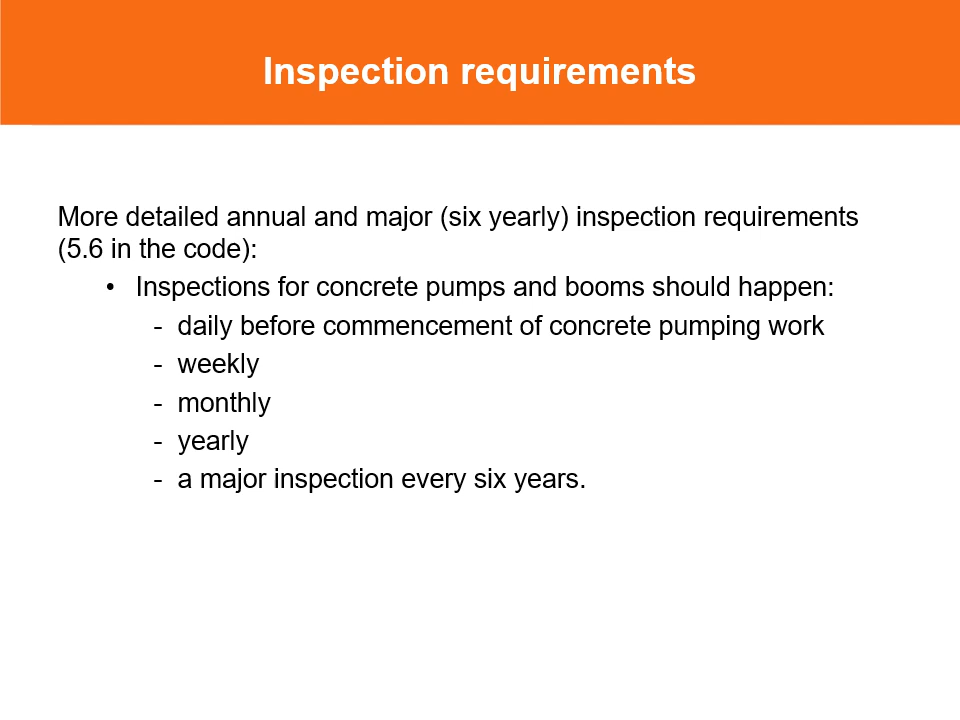 Inspection requirements
More detailed annual and major (six yearly) inspection requirements
(5.6 in the code):
• Inspections for concrete pumps and booms should happen:
- daily before commencement of concrete pumping work
- weekly
- monthly
- yearly
- a major inspection every six years.